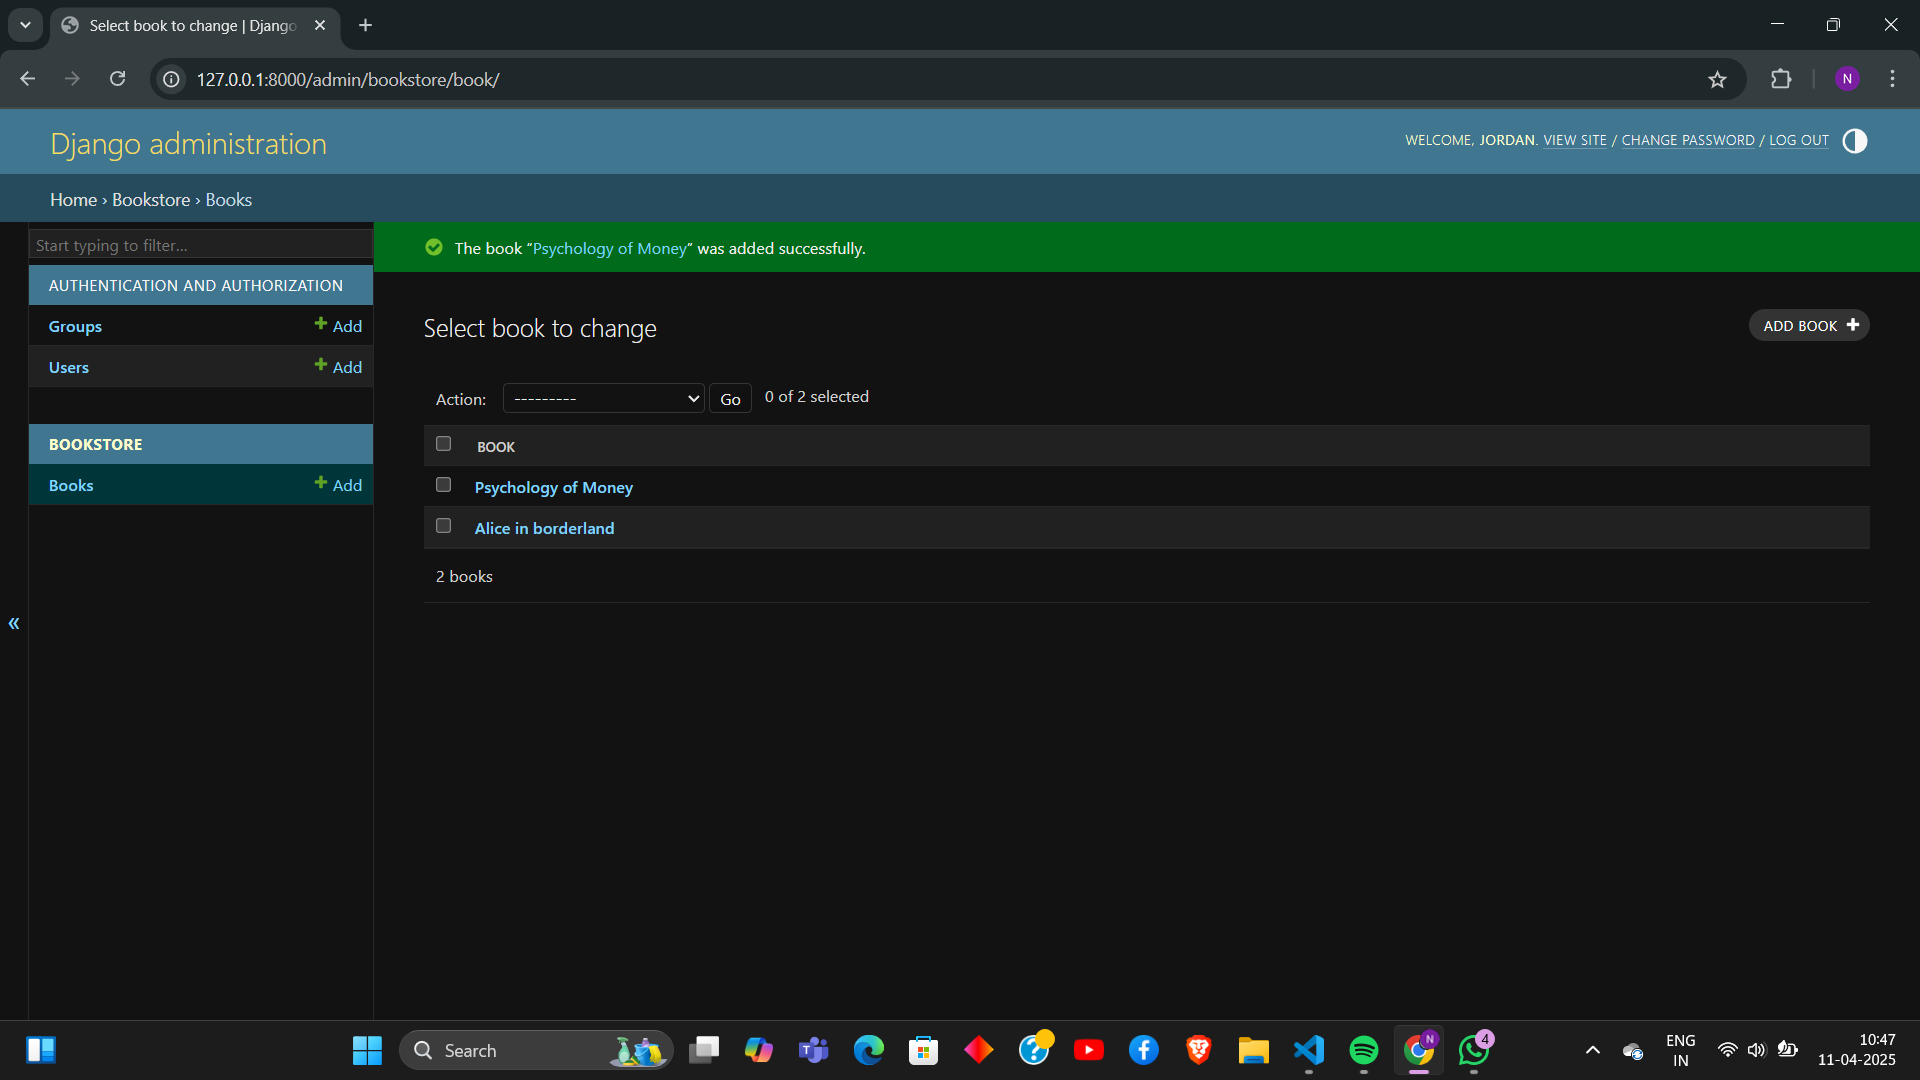 Select book to change | Django
127.0.0.1:8000/admin/bookstore/book/
N
Django administration
WELCOME, JORDAN. VIEW SITE / CHANGE PASSWORD / LOG OUT
Home › Bookstore › Books
Start typing to filter...
The book “Psychology of Money” was added successfully.
AUTHENTICATION AND AUTHORIZATION
Groups Add
Users Add
BOOKSTORE
Books Add
Select book to change
ADD BOOK
Action: --------- Go 0 of 2 selected
BOOK
Psychology of Money
Alice in borderland
2 books
«
Search
T
N
4
ENG
IN
10:47
11-04-2025